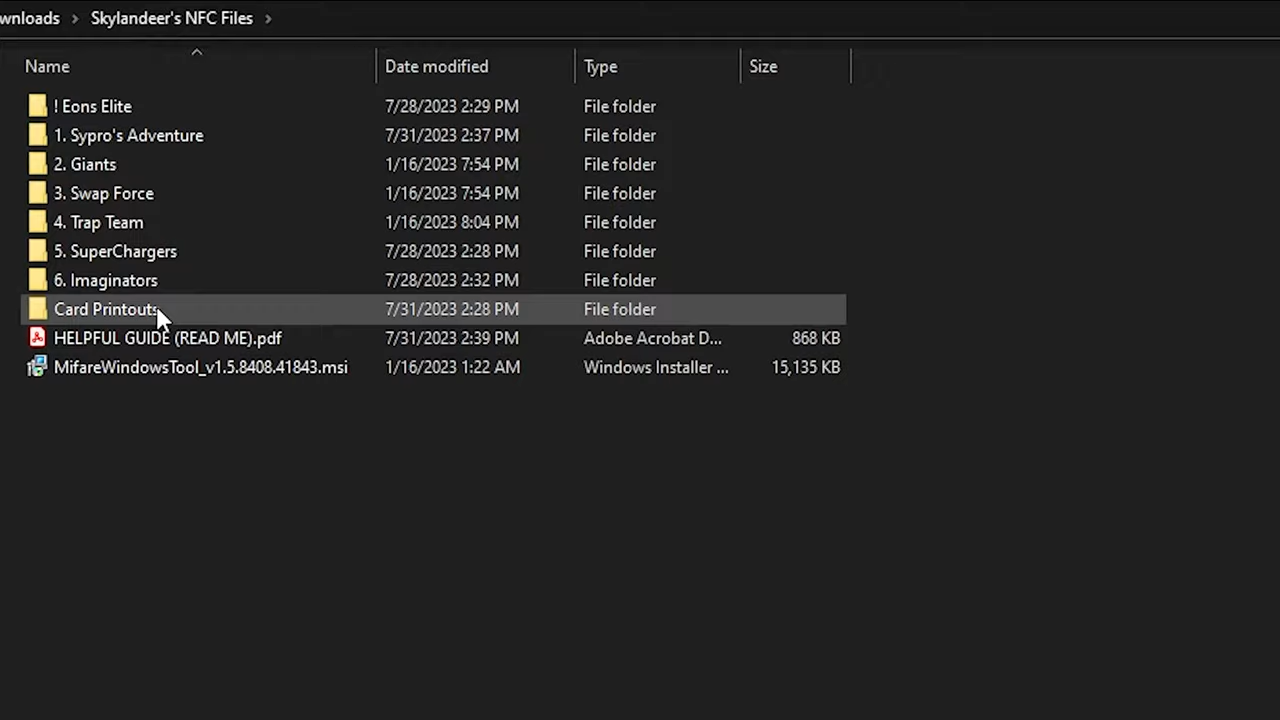 wnloads > Skylandeer's NFC Files >
Name Date modified Type Size
! Eons Elite 7/28/2023 2:29 PM File folder
1. Sypro's Adventure 7/31/2023 2:37 PM File folder
2. Giants 1/16/2023 7:54 PM File folder
3. Swap Force 1/16/2023 7:54 PM File folder
4. Trap Team 1/16/2023 8:04 PM File folder
5. SuperChargers 7/28/2023 2:28 PM File folder
6. Imaginators 7/28/2023 2:32 PM File folder
Card Printouts 7/31/2023 2:28 PM File folder
HELPFUL GUIDE (READ ME).pdf 7/31/2023 2:39 PM Adobe Acrobat D... 868 KB
MifareWindowsTool_v1.5.8408.41843.msi 1/16/2023 1:22 AM Windows Installer ... 15,135 KB